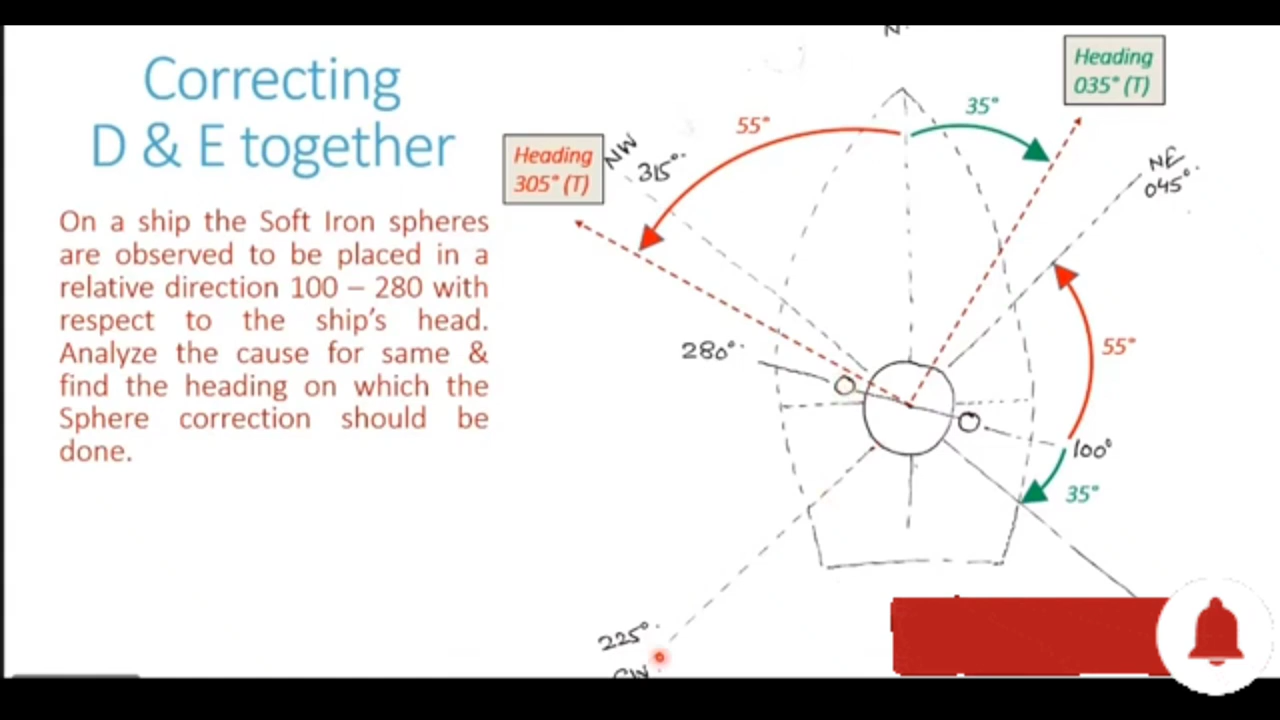 Correcting
D & E together
On a ship the Soft Iron spheres
are observed to be placed in a
relative direction 100 – 280 with
respect to the ship's head.
Analyze the cause for same &
find the heading on which the
Sphere correction should be
done.
Heading
035° (T)
35°
55°
Heading
305° (T)
NW
315°
NE
045°
280°
55°
100°
35°
225°